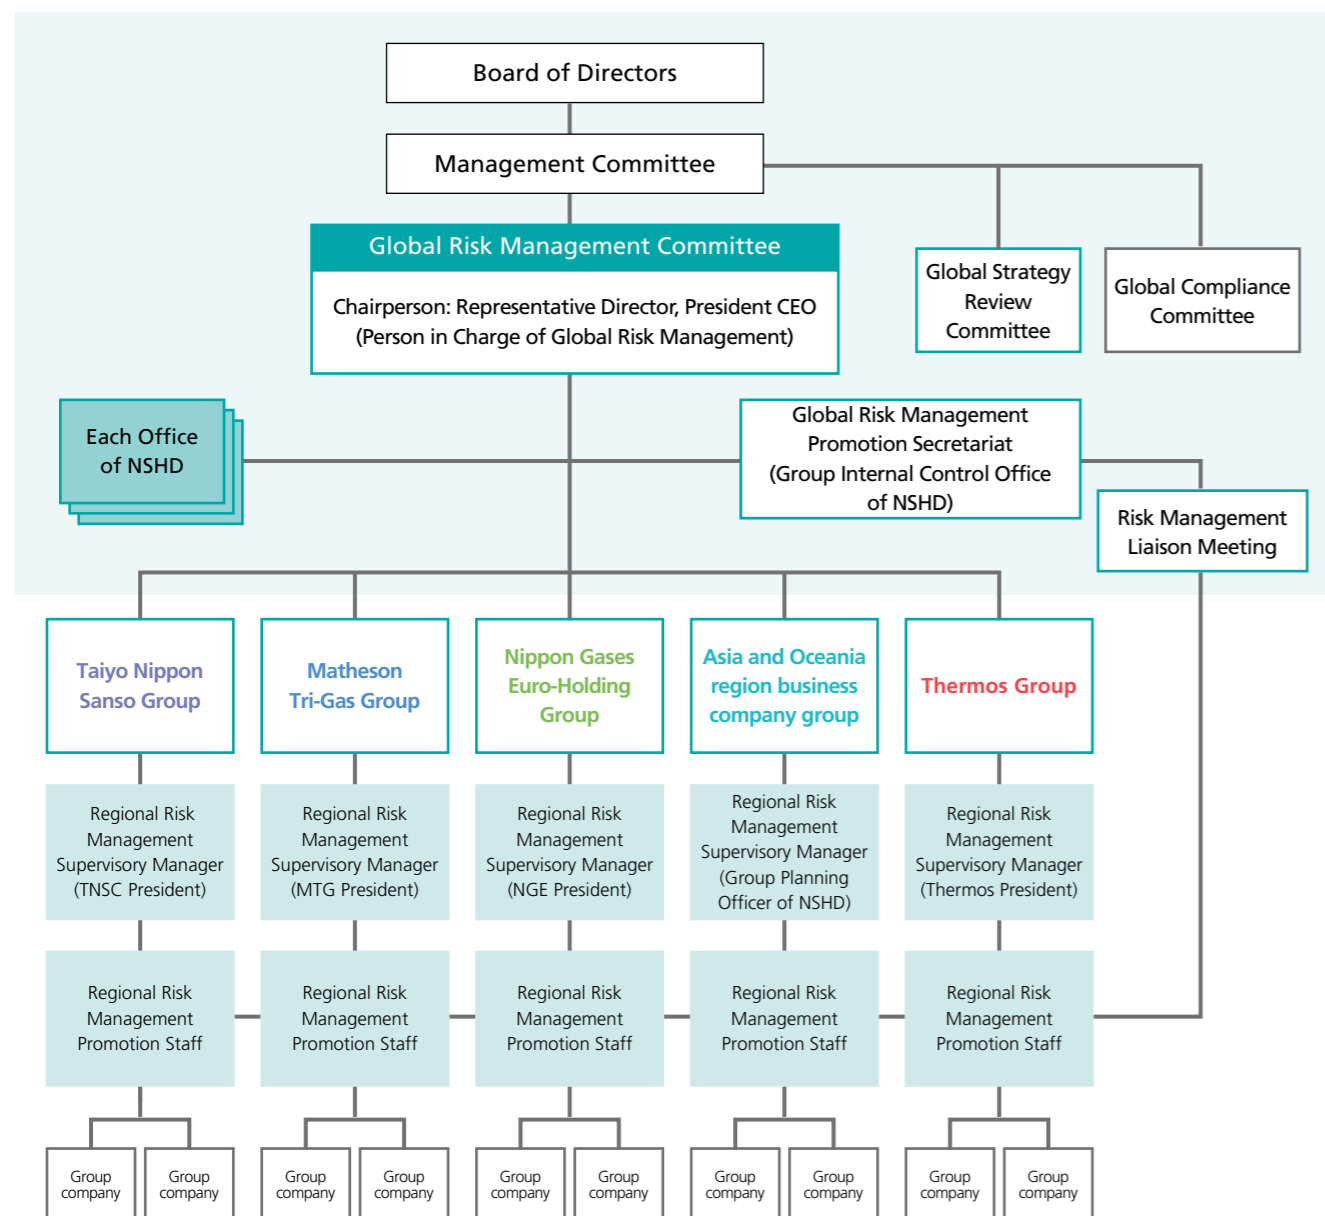 Board of Directors
Management Committee
Global Risk Management Committee
Chairperson: Representative Director, President CEO
(Person in Charge of Global Risk Management)
Global Strategy
Review
Committee
Global Compliance
Committee
Each Office
of NSHD
Global Risk Management
Promotion Secretariat
(Group Internal Control Office
of NSHD)
Risk Management
Liaison Meeting
Taiyo Nippon
Sanso Group
Matheson
Tri-Gas Group
Nippon Gases
Euro-Holding
Group
Asia and Oceania
region business
company group
Thermos Group
Regional Risk
Management
Supervisory Manager
(TNSC President)
Regional Risk
Management
Supervisory Manager
(MTG President)
Regional Risk
Management
Supervisory Manager
(NGE President)
Regional Risk
Management
Supervisory Manager
(Group Planning
Officer of NSHD)
Regional Risk
Management
Supervisory Manager
(Thermos President)
Regional Risk
Management
Promotion Staff
Regional Risk
Management
Promotion Staff
Regional Risk
Management
Promotion Staff
Regional Risk
Management
Promotion Staff
Regional Risk
Management
Promotion Staff
Group
company
Group
company
Group
company
Group
company
Group
company
Group
company
Group
company
Group
company
Group
company
Group
company